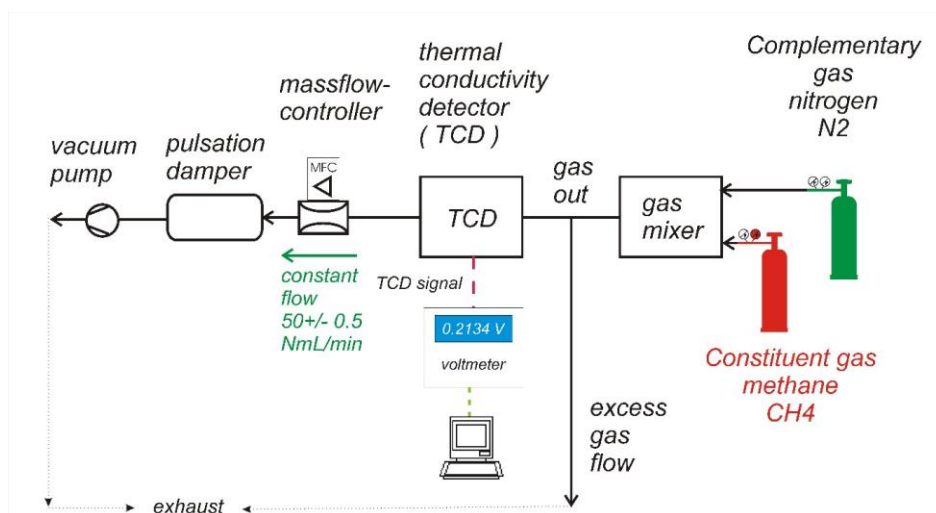 vacuum
pump
pulsation
damper
massflow-
controller
MFC
thermal
conductivity
detector
( TCD )
TCD
gas
out
gas
mixer
Complementary
gas
nitrogen
N2
constant
flow
50+/- 0.5
NmL/min
TCD signal
0.2134 V
voltmeter
excess
gas
flow
Constituent gas
methane
CH4
exhaust